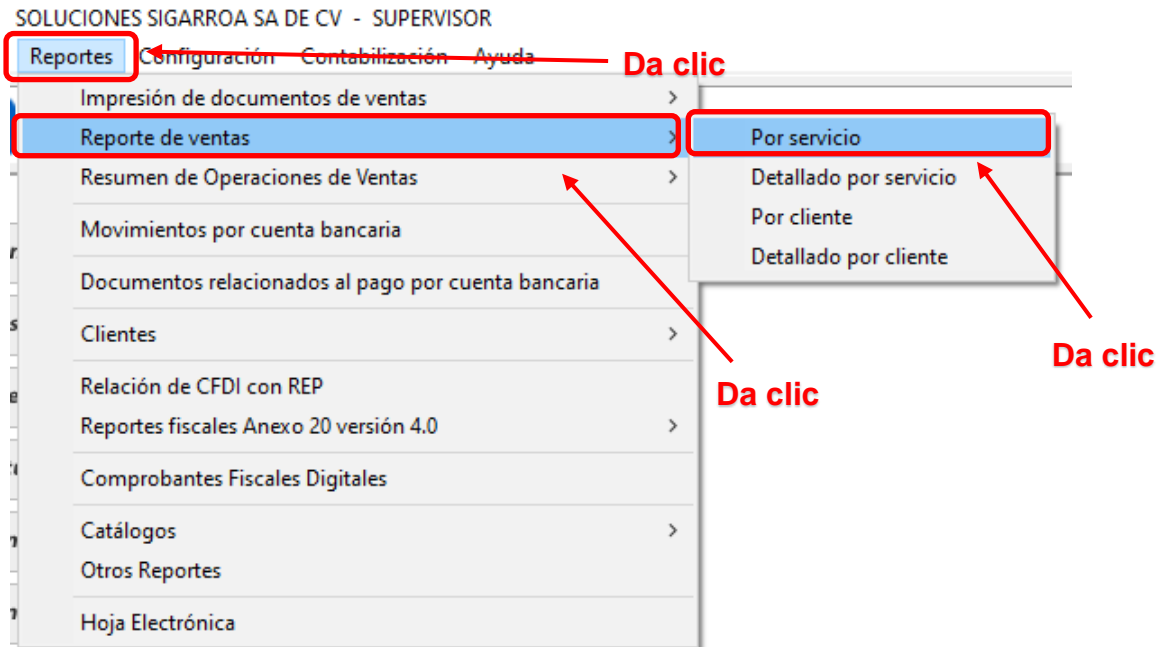 SOLUCIONES SIGARROA SA DE CV - SUPERVISOR
Reportes Configuración Contabilización Ayuda
Da clic
Impresión de documentos de ventas
Reporte de ventas
Por servicio
Resumen de Operaciones de Ventas
Detallado por servicio
Por cliente
Movimientos por cuenta bancaria
Detallado por cliente
Documentos relacionados al pago por cuenta bancaria
Clientes
Da clic
Relación de CFDI con REP
Da clic
Reportes fiscales Anexo 20 versión 4.0
Comprobantes Fiscales Digitales
Catálogos
Otros Reportes
Hoja Electrónica